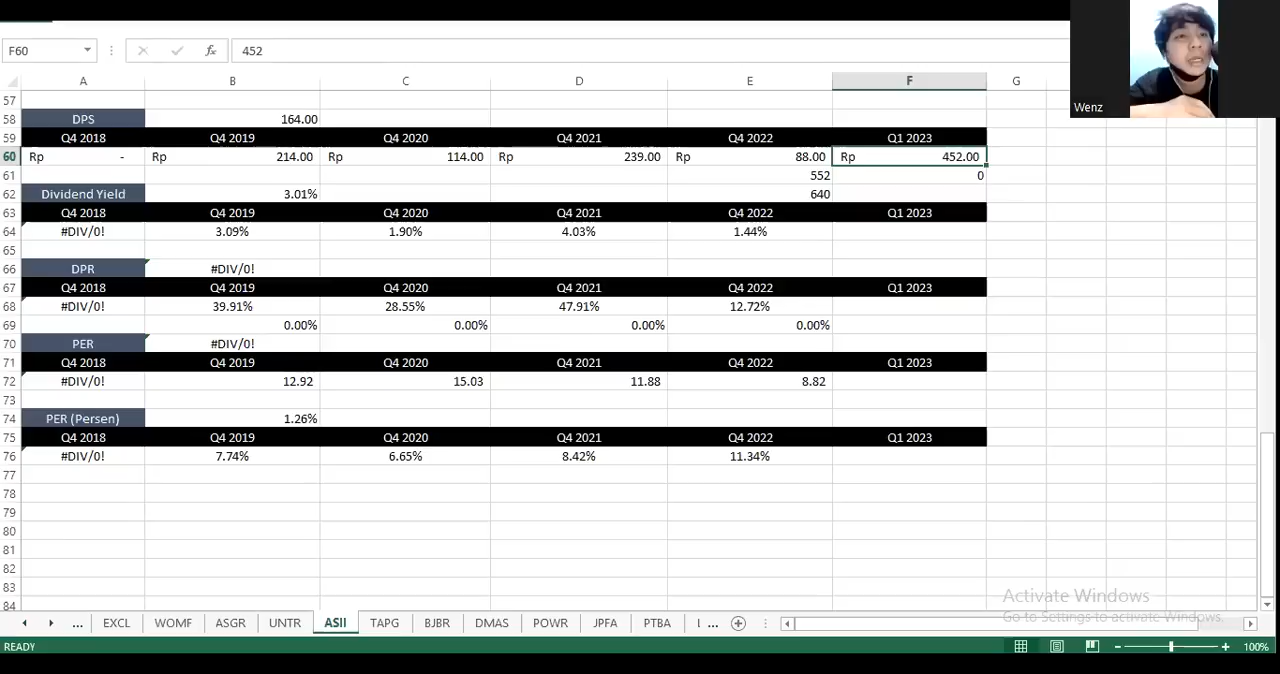 F60 fx 452
A B C D E F G
57
58 DPS 164.00
59 Q4 2018 Q4 2019 Q4 2020 Q4 2021 Q4 2022 Q1 2023
60 Rp - Rp 214.00 Rp 114.00 Rp 239.00 Rp 88.00 Rp 452.00
61 552 0
62 Dividend Yield 3.01% 640
63 Q4 2018 Q4 2019 Q4 2020 Q4 2021 Q4 2022 Q1 2023
64 #DIV/0! 3.09% 1.90% 4.03% 1.44%
65
66 DPR #DIV/0!
67 Q4 2018 Q4 2019 Q4 2020 Q4 2021 Q4 2022 Q1 2023
68 #DIV/0! 39.91% 28.55% 47.91% 12.72%
69 0.00% 0.00% 0.00% 0.00%
70 PER #DIV/0!
71 Q4 2018 Q4 2019 Q4 2020 Q4 2021 Q4 2022 Q1 2023
72 #DIV/0! 12.92 15.03 11.88 8.82
73
74 PER (Persen) 1.26%
75 Q4 2018 Q4 2019 Q4 2020 Q4 2021 Q4 2022 Q1 2023
76 #DIV/0! 7.74% 6.65% 8.42% 11.34%
77
78
79
80
81
82
83
84
Wenz
Activate Windows
Go to Settings to activate Windows.
... EXCL WOMF ASGR UNTR ASII TAPG BJBR DMAS POWR JPFA PTBA ...
READY 100%